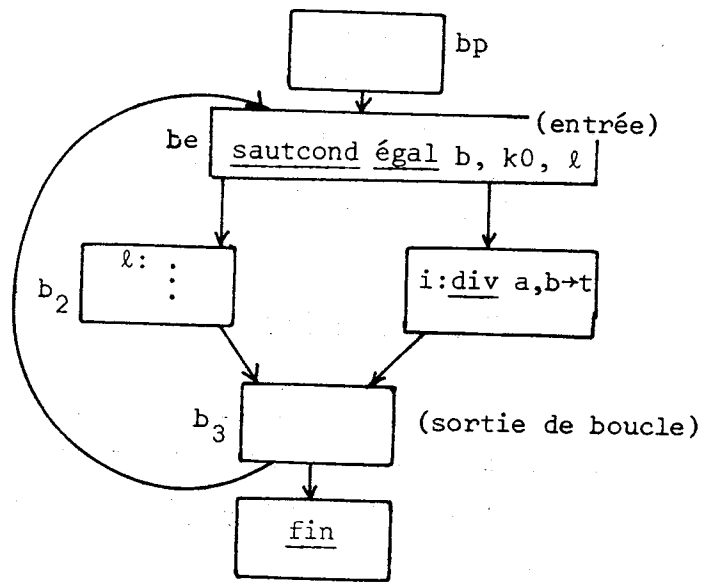 bp
(entrée)
be
sautcond égal b, k0, ℓ
ℓ:
i:div a,b→t
b2
b3
(sortie de boucle)
fin